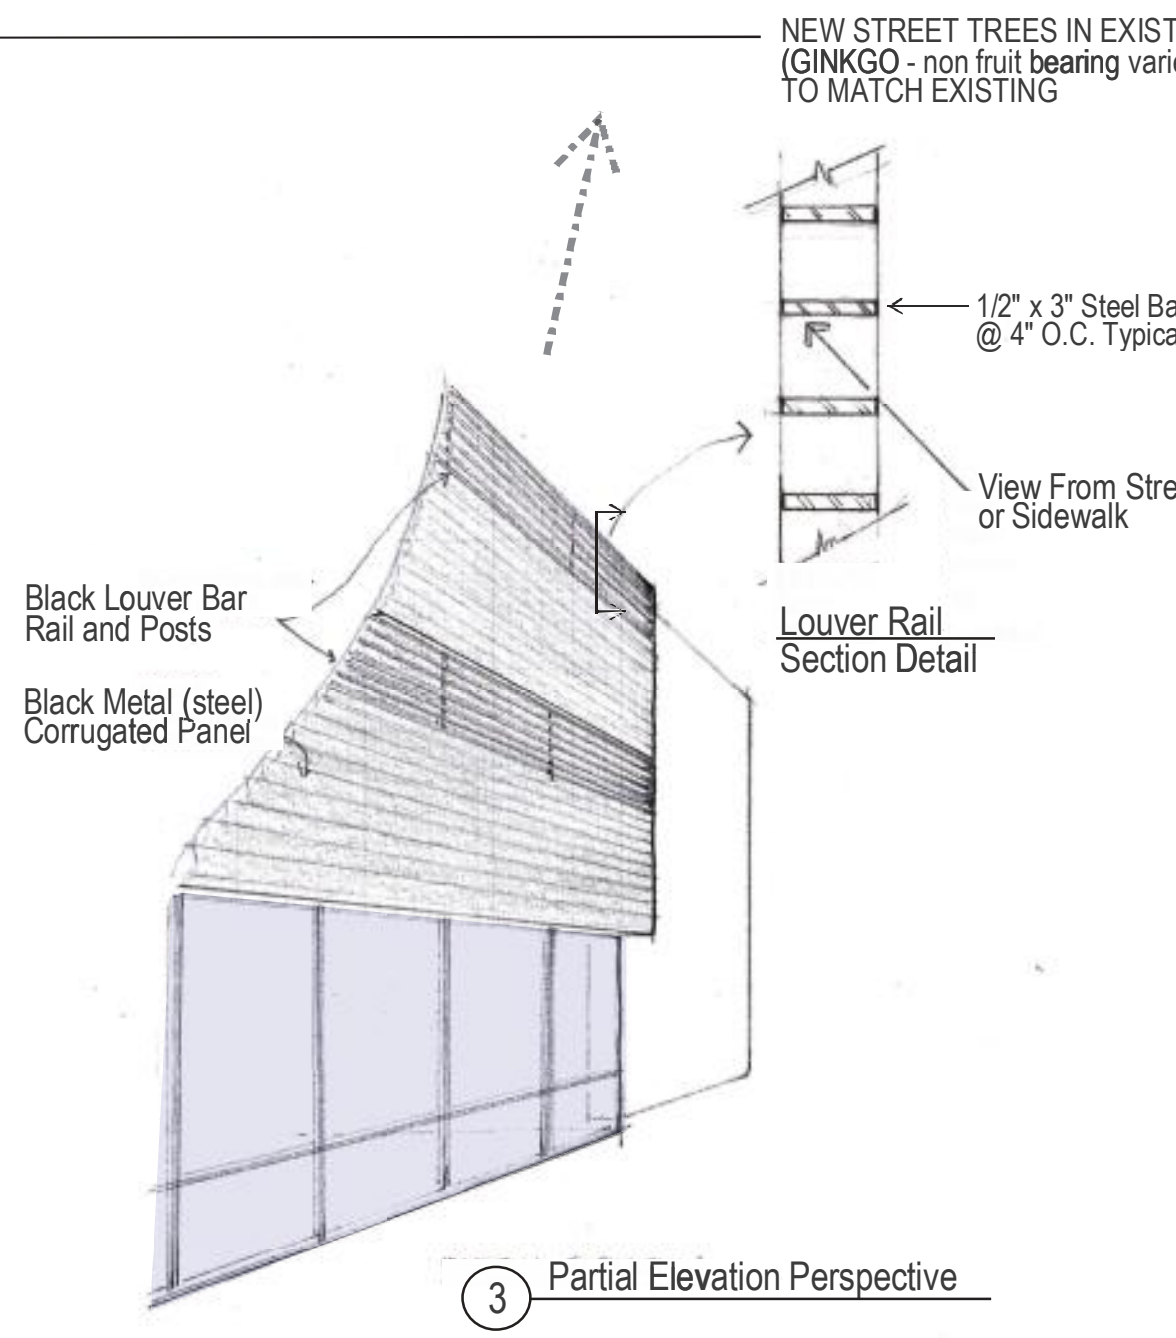 NEW STREET TREES IN EXIST
(GINKGO - non fruit bearing varie
TO MATCH EXISTING
1/2" x 3" Steel Ba
@ 4" O.C. Typica
View From Stre
or Sidewalk
Black Louver Bar
Rail and Posts
Louver Rail
Section Detail
Black Metal (steel)
Corrugated Panel
3 Partial Elevation Perspective